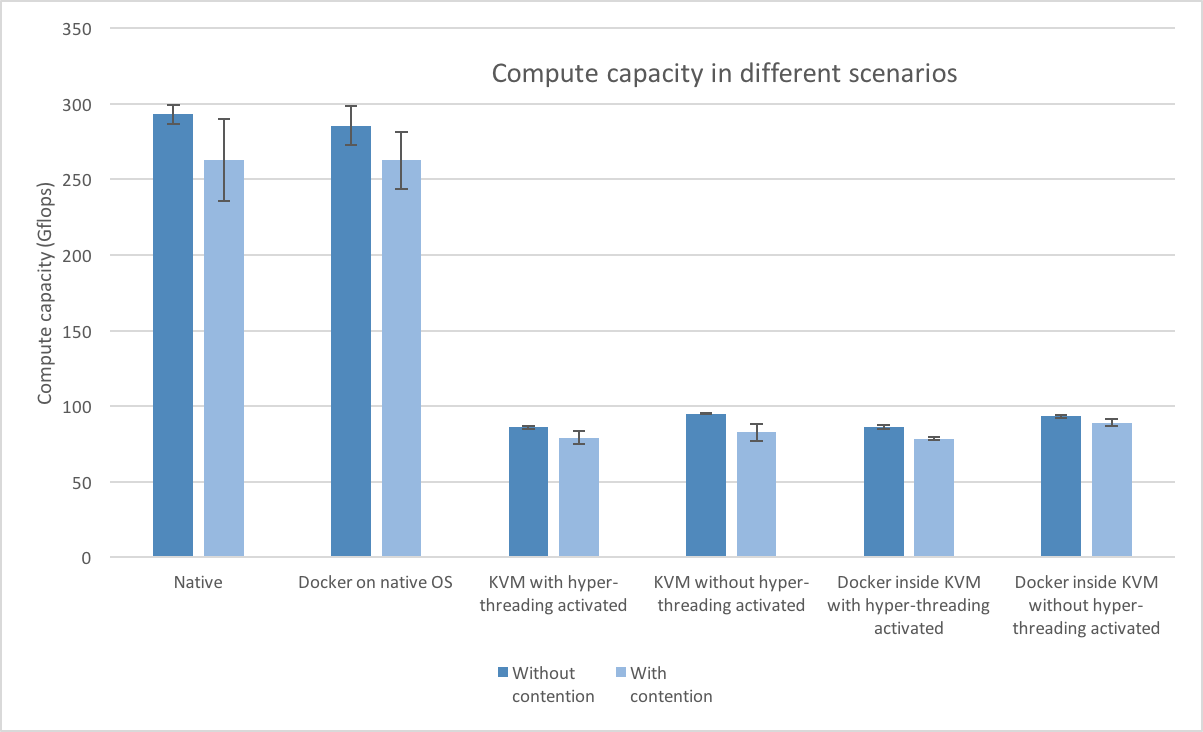 Compute capacity in different scenarios
Compute capacity (Gflops)
350
300
250
200
150
100
50
0
Native
Docker on native OS
KVM with hyper-
threading activated
KVM without hyper-
threading activated
Docker inside KVM
with hyper-threading
activated
Docker inside KVM
without hyper-
threading activated
Without
contention
With
contention